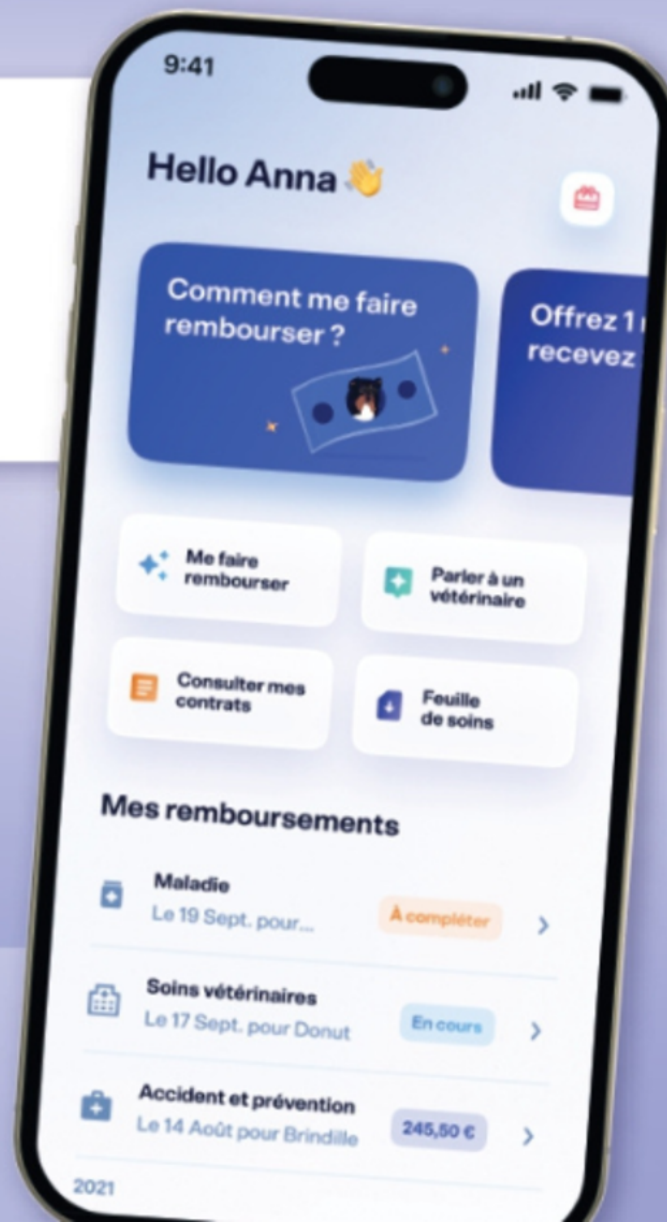 9:41
Hello Anna 👋
Comment me faire
rembourser ?
Offrez 1
recevez
Me faire
rembourser
Parler à un
vétérinaire
Consulter mes
contrats
Feuille
de soins
Mes remboursements
Maladie
Le 19 Sept. pour...
À compléter
Soins vétérinaires
Le 17 Sept. pour Donut
En cours
Accident et prévention
Le 14 Août pour Brindille
245,50 €
2021